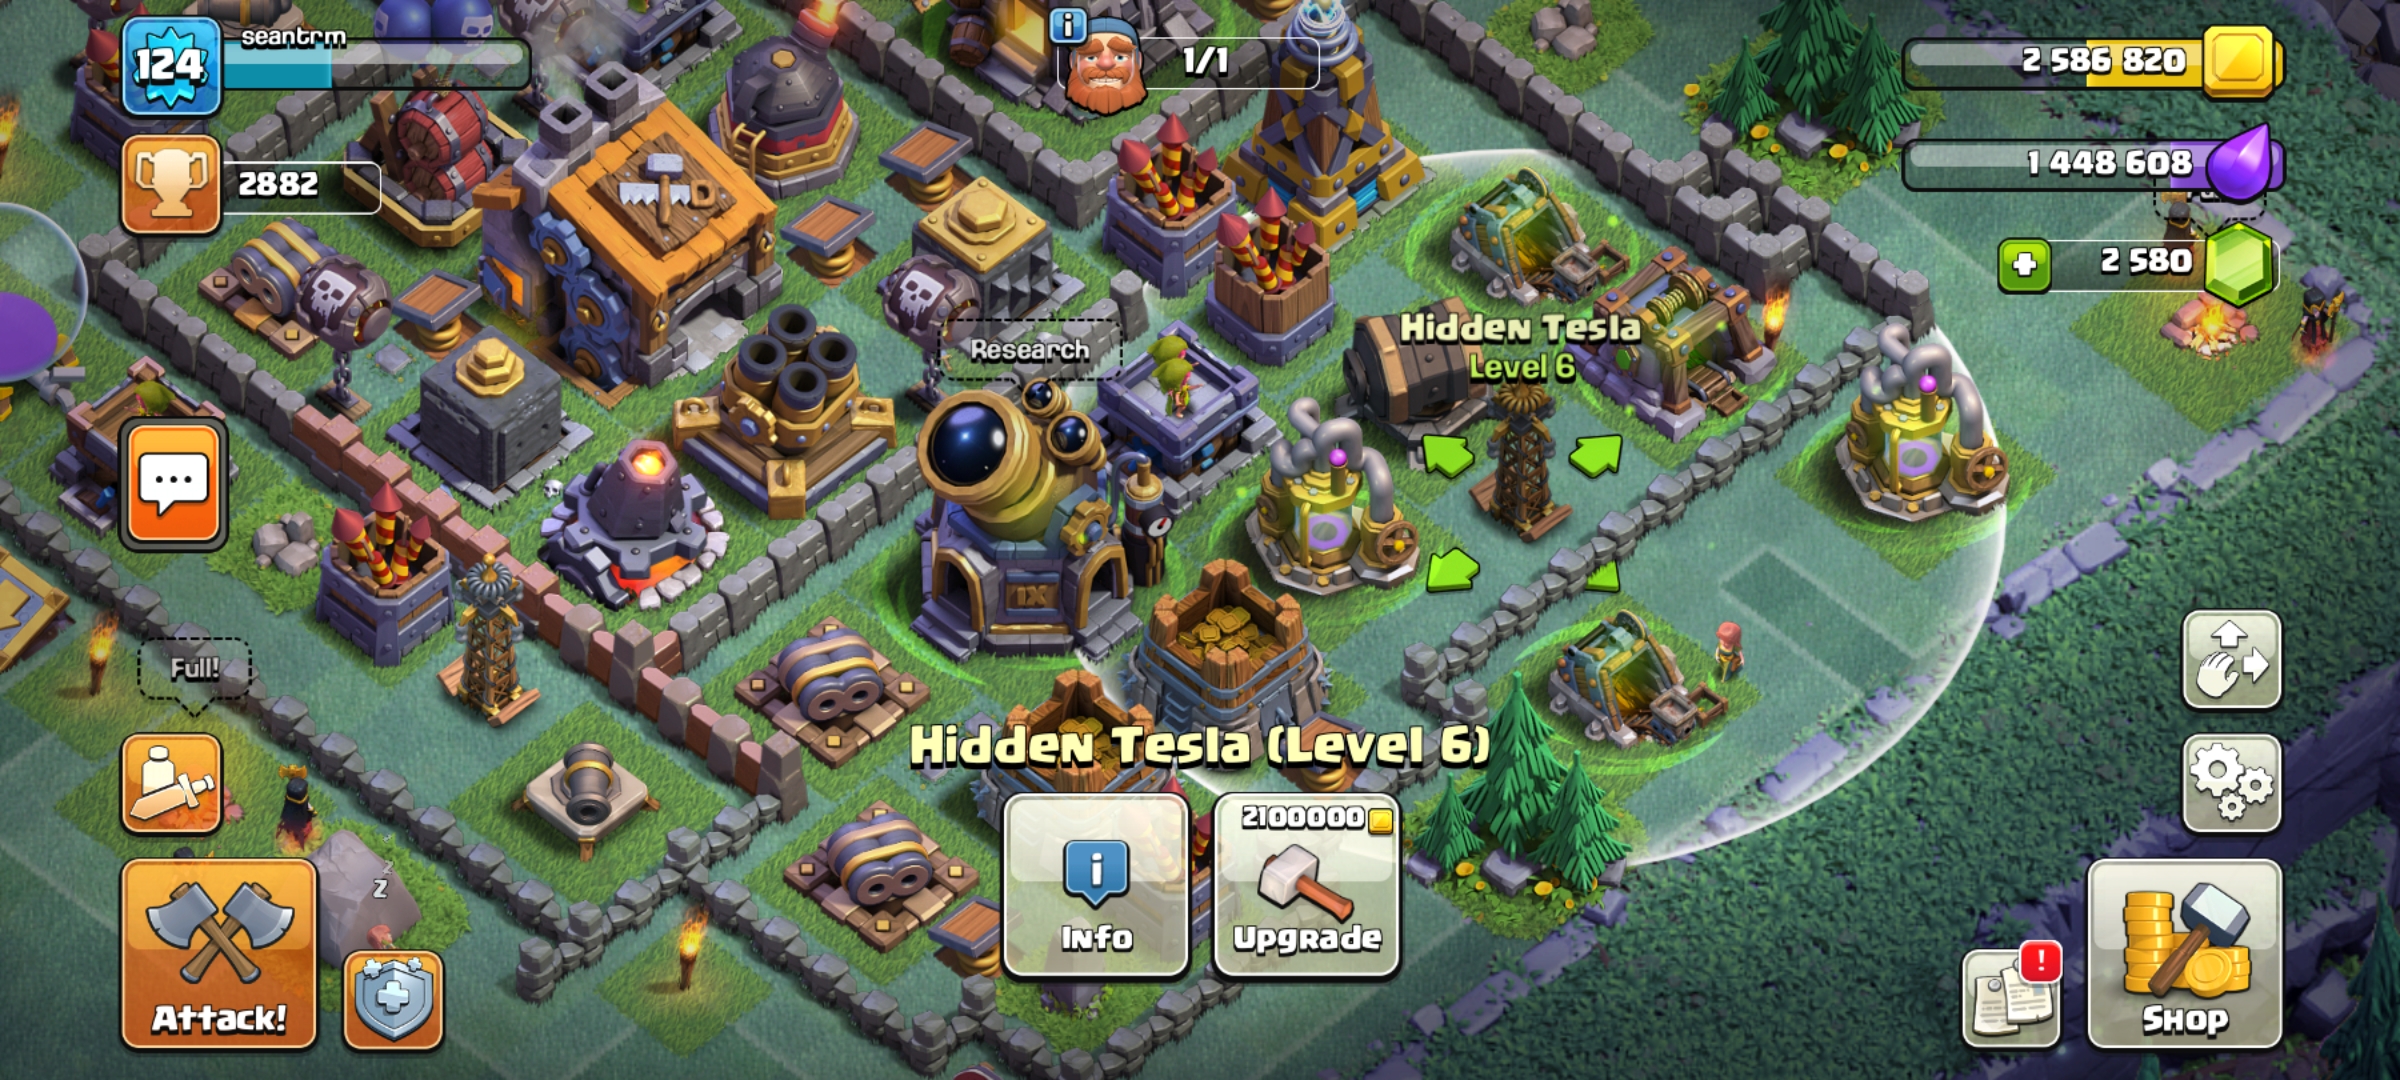 124
seantrm
1/1
2 586 820
2882
1 448 608
2 580
Research
Hidden Tesla
Level 6
IX
Full!
Hidden Tesla (Level 6)
2100000
Info
Upgrade
z
Attack!
!
Shop